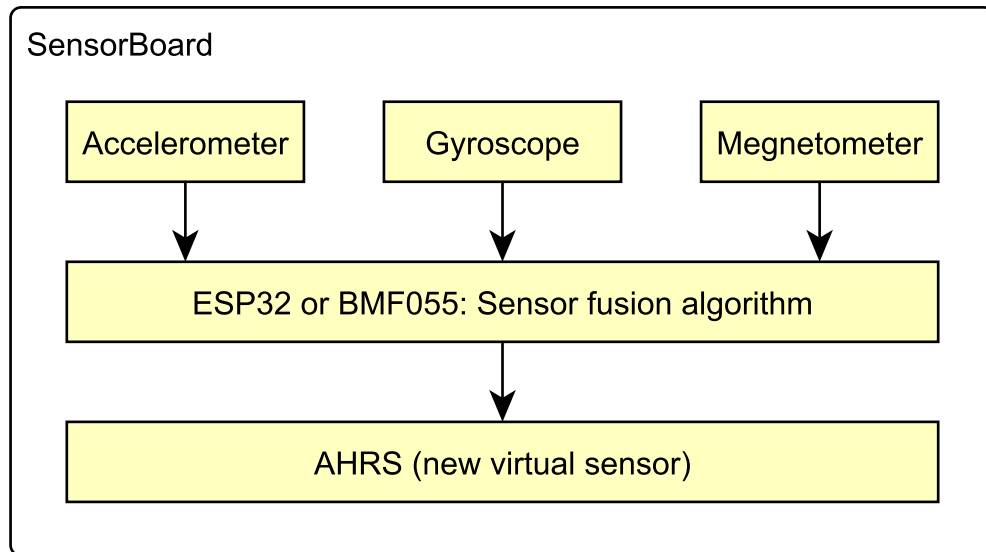 SensorBoard
Accelerometer
Gyroscope
Megnetometer
ESP32 or BMF055: Sensor fusion algorithm
AHRS (new virtual sensor)